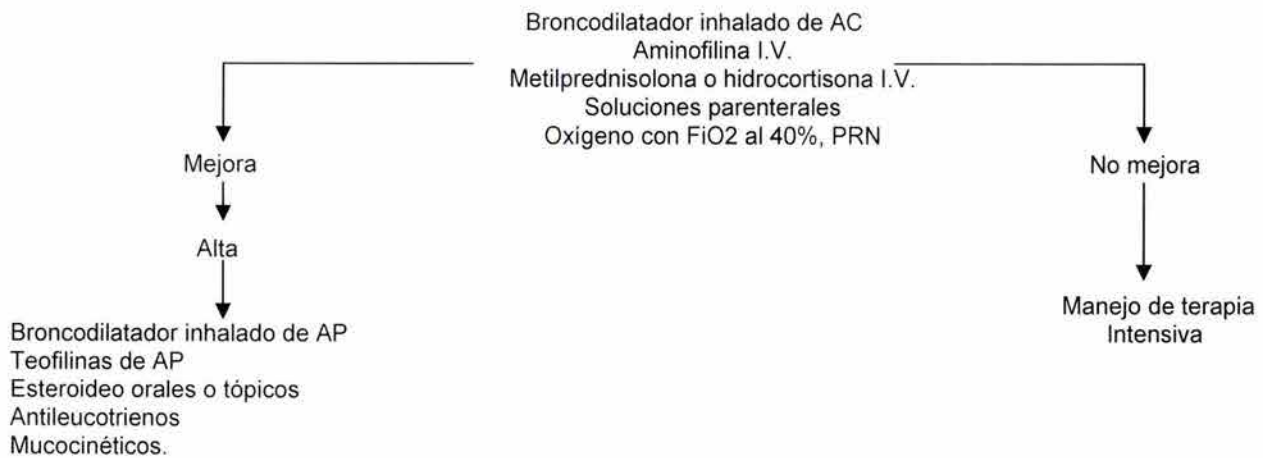 Broncodilatador inhalado de AC
Aminofilina I.V.
Metilprednisolona o hidrocortisona I.V.
Soluciones parenterales
Oxígeno con FiO2 al 40%, PRN
Mejora
No mejora
Alta
Manejo de terapia
Intensiva
Broncodilatador inhalado de AP
Teofilinas de AP
Esteroideo orales o tópicos
Antileucotrienos
Mucocinéticos.